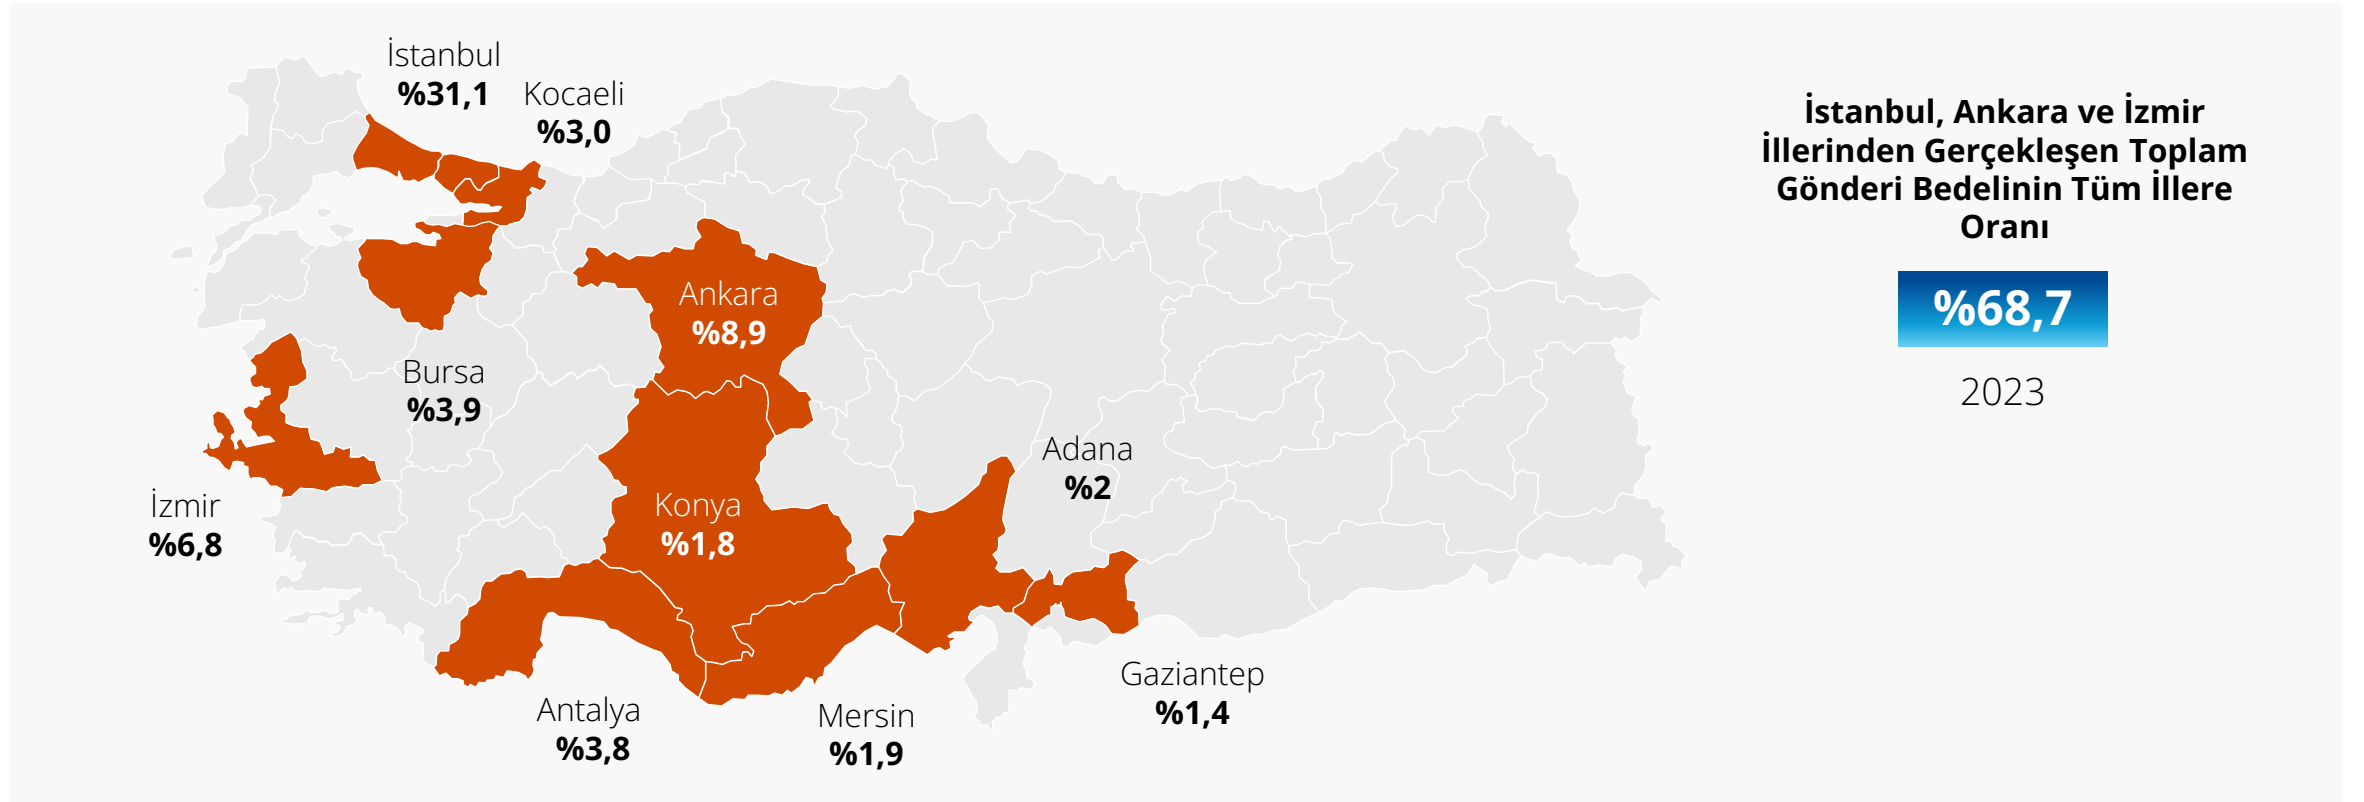 İstanbul
%31,1
Kocaeli
%3,0
Ankara
%8,9
Bursa
%3,9
İzmir
%6,8
Konya
%1,8
Adana
%2
Antalya
%3,8
Mersin
%1,9
Gaziantep
%1,4
İstanbul, Ankara ve İzmir
İllerinden Gerçekleşen Toplam
Gönderi Bedelinin Tüm İllere
Oranı
%68,7
2023